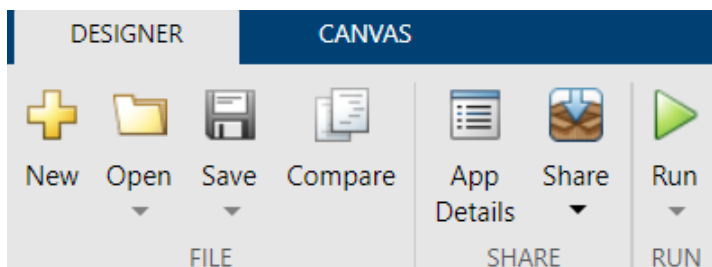 DESIGNER CANVAS
New Open Save Compare App Details Share Run
FILE SHARE RUN